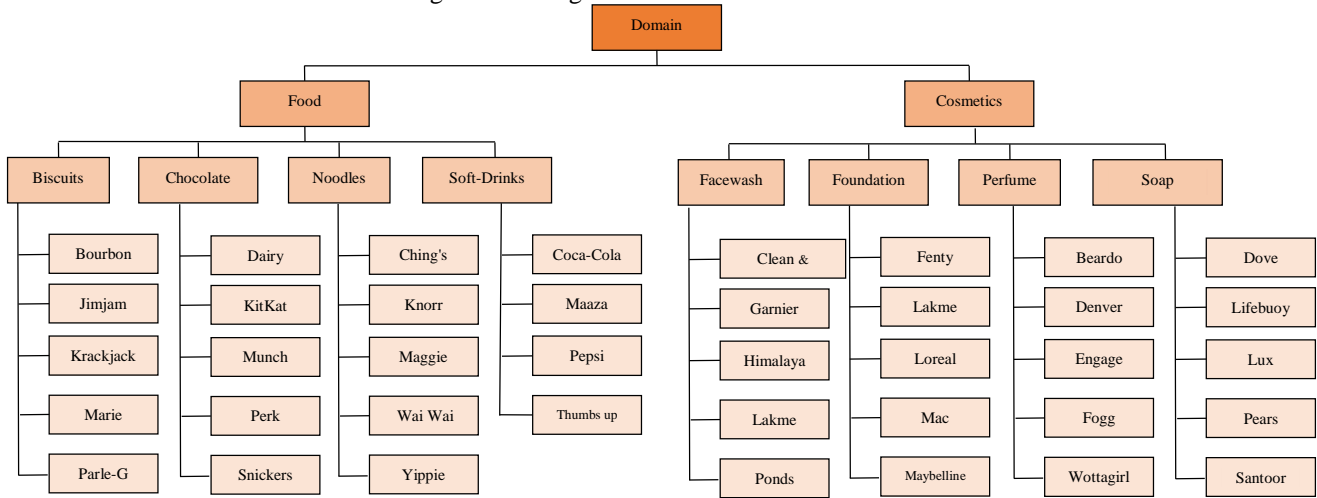 Domain
Food
Cosmetics
Biscuits
Chocolate
Noodles
Soft-Drinks
Facewash
Foundation
Perfume
Soap
Bourbon
Jimjam
Krackjack
Marie
Parle-G
Dairy
KitKat
Munch
Perk
Snickers
Ching's
Knorr
Maggie
Wai Wai
Yippie
Coca-Cola
Maaza
Pepsi
Thumbs up
Clean &
Garnier
Himalaya
Lakme
Ponds
Fenty
Lakme
Loreal
Mac
Maybelline
Beardo
Denver
Engage
Fogg
Wottagirl
Dove
Lifebuoy
Lux
Pears
Santoor